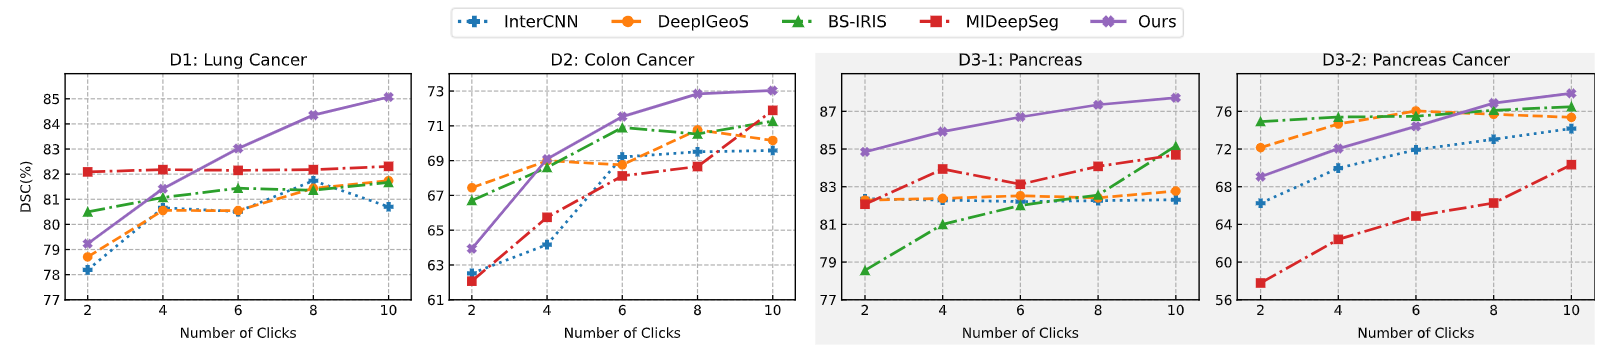 InterCNN DeepIGeoS BS-IRIS MIDeepSeg Ours
D1: Lung Cancer
DSC(%)
85
84
83
82
81
80
79
78
77
2 4 6 8 10
Number of Clicks
D2: Colon Cancer
73
71
69
67
65
63
61
2 4 6 8 10
Number of Clicks
D3-1: Pancreas
87
85
83
81
79
77
2 4 6 8 10
Number of Clicks
D3-2: Pancreas Cancer
76
72
68
64
60
56
2 4 6 8 10
Number of Clicks